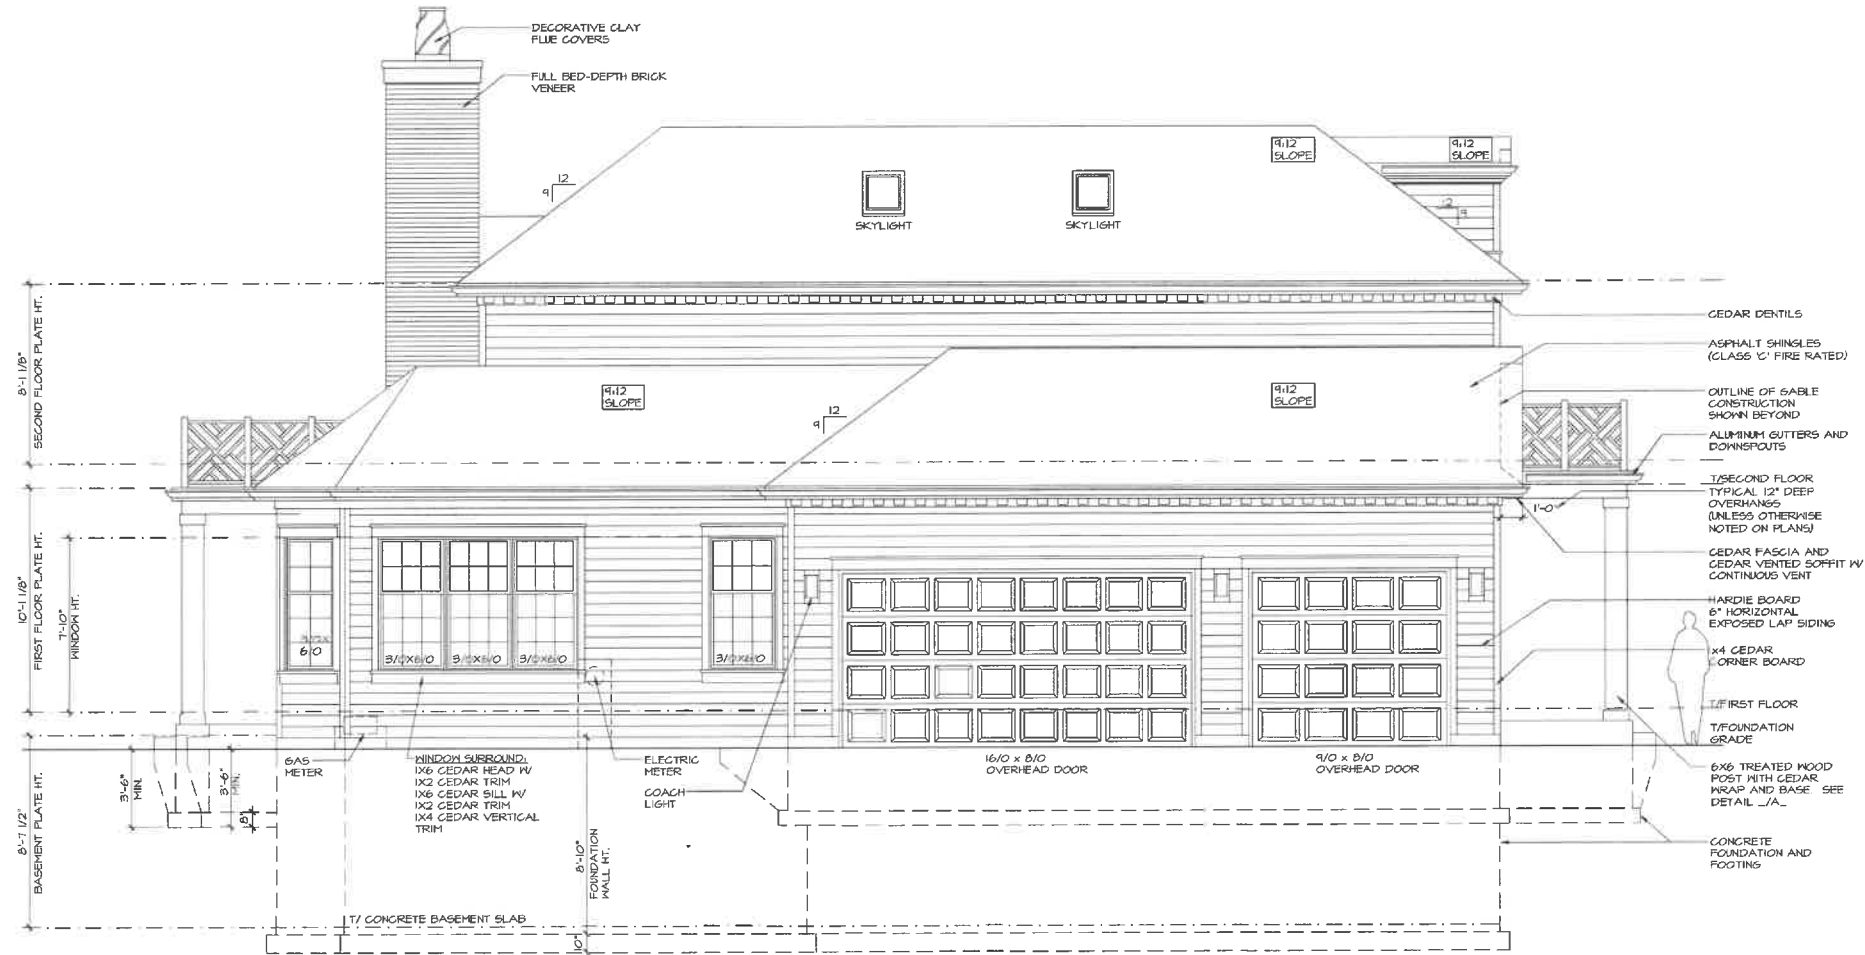 DECORATIVE CLAY
FLUE COVERS
FULL BED-DEPTH BRICK
VENEER
9:12
SLOPE
9:12
SLOPE
12
9
12
9
SKYLIGHT
SKYLIGHT
CEDAR DENTILS
ASPHALT SHINGLES
(CLASS 'C' FIRE RATED)
9:12
SLOPE
9:12
SLOPE
12
9
OUTLINE OF GABLE
CONSTRUCTION
SHOWN BEYOND
ALUMINUM GUTTERS AND
DOWNSPOUTS
T/SECOND FLOOR
TYPICAL 12" DEEP
OVERHANGS
(UNLESS OTHERWISE
NOTED ON PLANS)
1'-0"
CEDAR FASCIA AND
CEDAR VENTED SOFFIT W/
CONTINUOUS VENT
HARDIE BOARD
6" HORIZONTAL
EXPOSED LAP SIDING
1x4 CEDAR
CORNER BOARD
T/FIRST FLOOR
T/FOUNDATION
GRADE
6X6 TREATED WOOD
POST WITH CEDAR
WRAP AND BASE. SEE
DETAIL _/A_
CONCRETE
FOUNDATION AND
FOOTING
8'-1 1/8"
SECOND FLOOR PLATE HT.
10'-1 1/8"
FIRST FLOOR PLATE HT.
7'-10"
WINDOW HT.
8'-7 1/2"
BASEMENT PLATE HT.
3'-6"
MIN.
3'-6"
MIN.
8"
3/0X
6/0
3/0X6/0
3/0X6/0
3/0X6/0
3/0X6/0
GAS
METER
WINDOW SURROUND:
1X6 CEDAR HEAD W/
1X2 CEDAR TRIM
1X6 CEDAR SILL W/
1X2 CEDAR TRIM
1X4 CEDAR VERTICAL
TRIM
ELECTRIC
METER
COACH
LIGHT
16/0 x 8/0
OVERHEAD DOOR
9/0 x 8/0
OVERHEAD DOOR
8'-10"
FOUNDATION
WALL HT.
10"
T/ CONCRETE BASEMENT SLAB